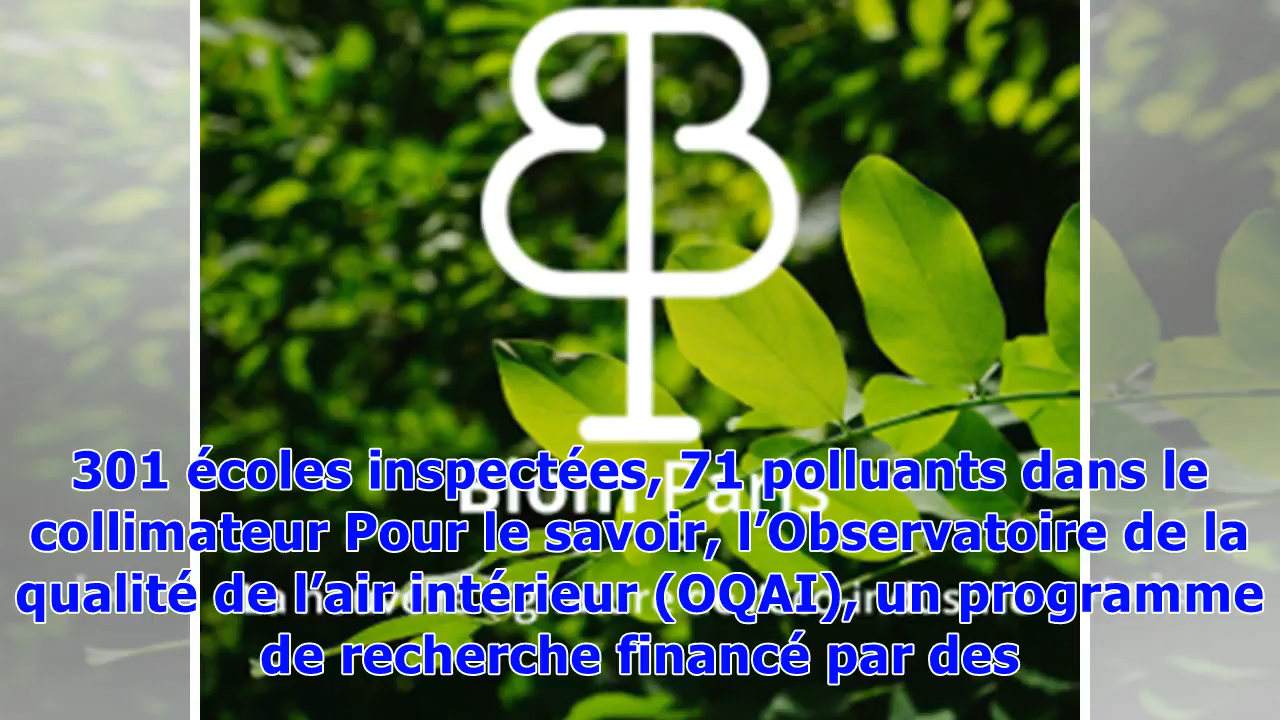 301 écoles inspectées, 71 polluants dans le
collimateur Pour le savoir, l’Observatoire de la
qualité de l’air intérieur (OQAI), un programme
de recherche financé par des
Paris